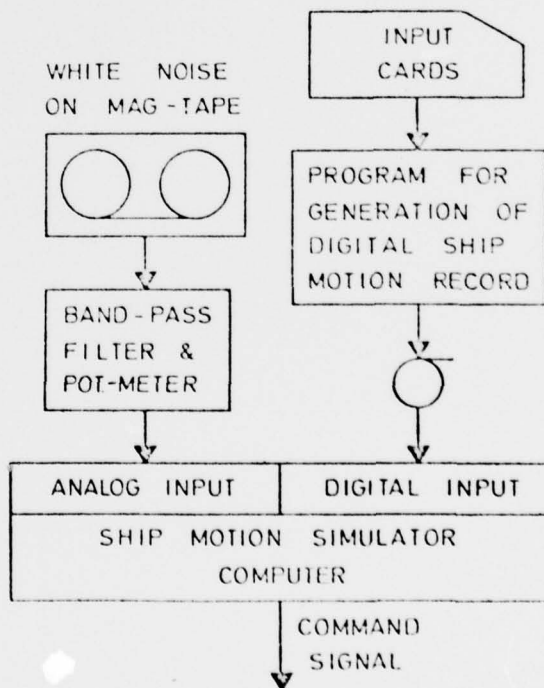 INPUT
CARDS
WHITE NOISE
ON MAG-TAPE
PROGRAM FOR
GENERATION OF
DIGITAL SHIP
MOTION RECORD
BAND-PASS
FILTER &
POT-METER
ANALOG INPUT
DIGITAL INPUT
SHIP MOTION SIMULATOR
COMPUTER
COMMAND
SIGNAL